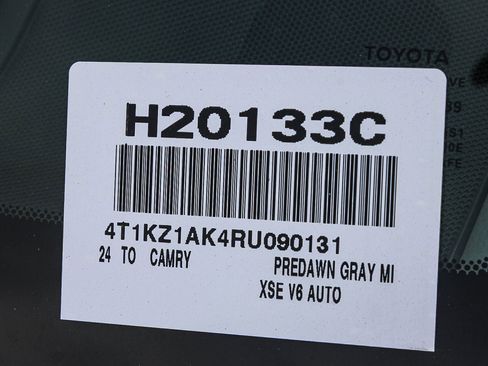 TOYOTA
H20133C
4T1KZ1AK4RU090131
24 TO CAMRY PREDAWN GRAY MI
XSE V6 AUTO